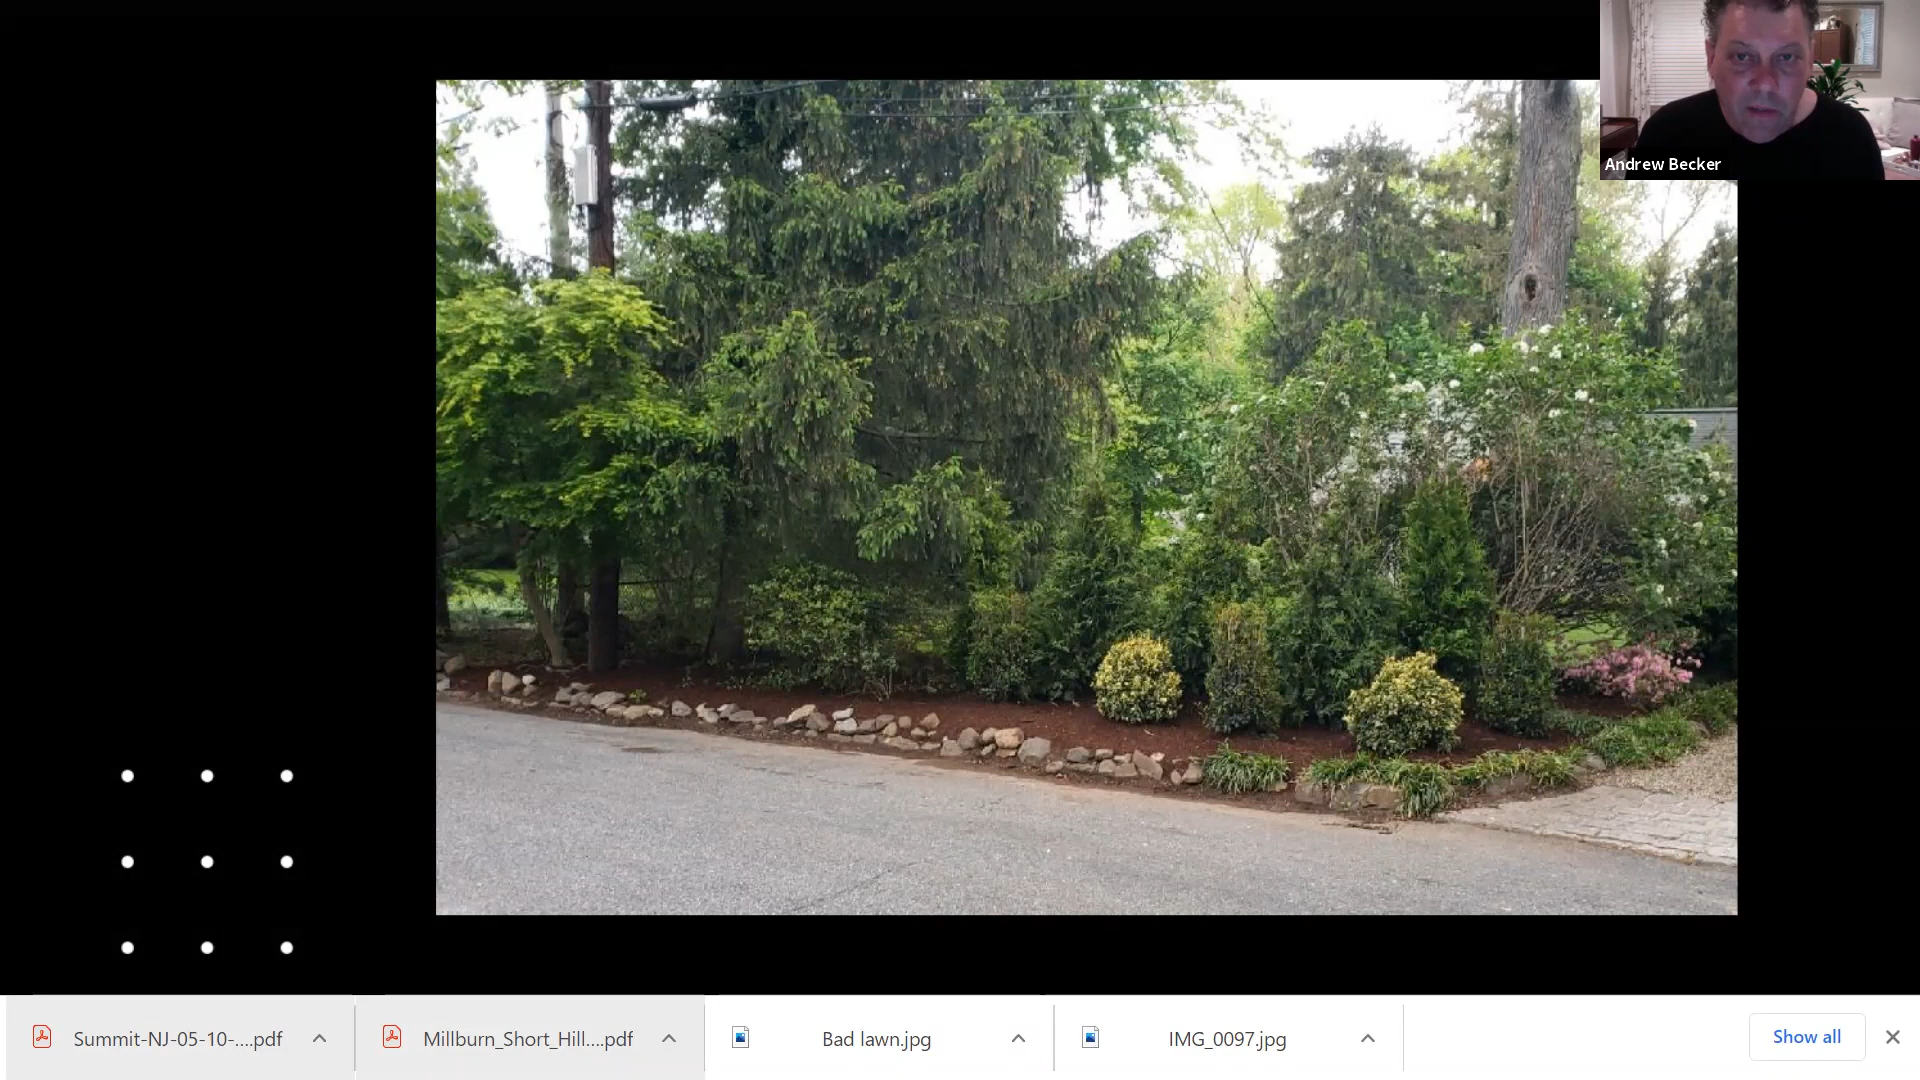 Andrew Becker
Summit-NJ-05-10-....pdf
Millburn_Short_Hill....pdf
Bad lawn.jpg
IMG_0097.jpg
Show all